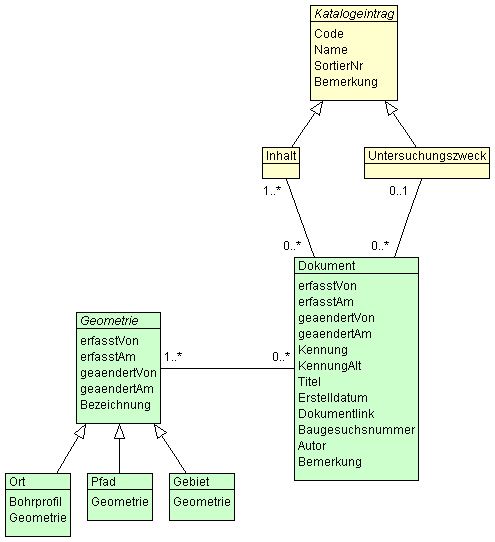 Katalogeintrag
Code
Name
SortierNr
Bemerkung
Inhalt
Untersuchungszweck
1..*
0..1
0..*
0..*
Dokument
erfasstVon
erfasstAm
geaendertVon
geaendertAm
Kennung
KennungAlt
Titel
Erstelldatum
Dokumentlink
Baugesuchsnummer
Autor
Bemerkung
Geometrie
erfasstVon
erfasstAm
geaendertVon
geaendertAm
Bezeichnung
1..*
0..*
Ort
Bohrprofil
Geometrie
Pfad
Geometrie
Gebiet
Geometrie